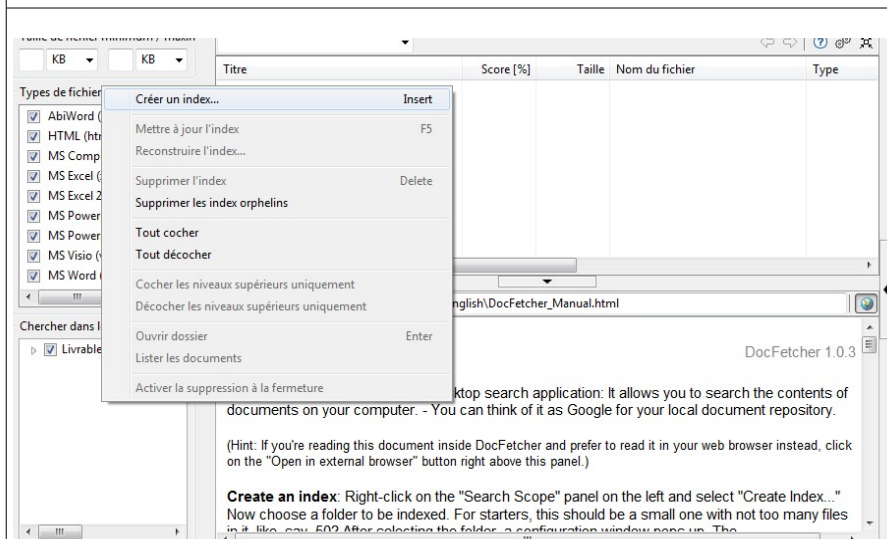 KB
KB
Titre Score [%] Taille Nom du fichier Type
Types de fichier
AbiWord (
HTML (htr
MS Comp
MS Excel (
MS Excel 2
MS Power
MS Power
MS Visio (
MS Word
Créer un index... Insert
Mettre à jour l'index F5
Reconstruire l'index...
Supprimer l'index Delete
Supprimer les index orphelins
Tout cocher
Tout décocher
Cocher les niveaux supérieurs uniquement
Décocher les niveaux supérieurs uniquement
Ouvrir dossier Enter
Lister les documents
Activer la suppression à la fermeture
Chercher dans l
Livrable
nglish\DocFetcher_Manual.html
DocFetcher 1.0.3
ktop search application: It allows you to search the contents of
documents on your computer. - You can think of it as Google for your local document repository.
(Hint: If you're reading this document inside DocFetcher and prefer to read it in your web browser instead, click
on the "Open in external browser" button right above this panel.)
Create an index: Right-click on the "Search Scope" panel on the left and select "Create Index..."
Now choose a folder to be indexed. For starters, this should be a small one with not too many files